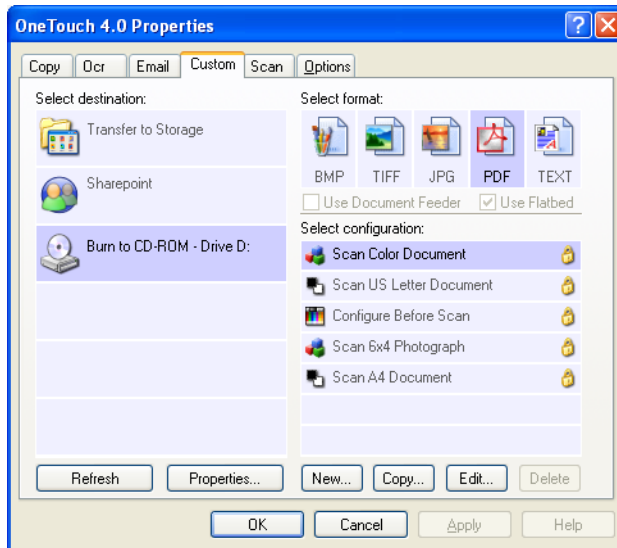 OneTouch 4.0 Properties
Copy Ocr Email Custom Scan Options
Select destination:
Transfer to Storage
Sharepoint
Burn to CD-ROM - Drive D:
Refresh Properties...
Select format:
BMP TIFF JPG PDF TEXT
Use Document Feeder Use Flatbed
Select configuration:
Scan Color Document
Scan US Letter Document
Configure Before Scan
Scan 6x4 Photograph
Scan A4 Document
New... Copy... Edit... Delete
OK Cancel Apply Help